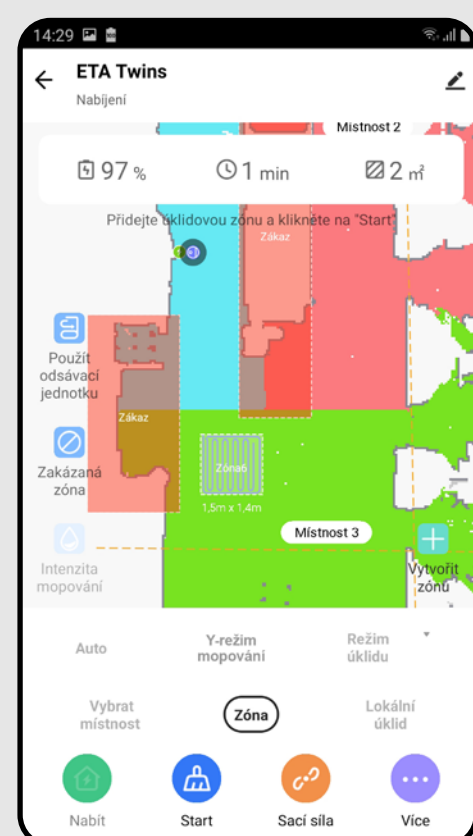 14:29
ETA Twins
Nabíjení
Místnost 2
97 %
1 min
2 ㎡
Přidejte úklidovou zónu a klikněte na "Start"
Zákaz
Použít
odsávací
jednotku
Zákaz
Zakázaná
zóna
Zóna6
1,5m x 1,4m
Místnost 3
Intenzita
mopování
Vytvořit
zónu
Auto
Y-režim
mopování
Režim
úklidu
Vybrat
místnost
Zóna
Lokální
úklid
Nabít
Start
Sací síla
Více